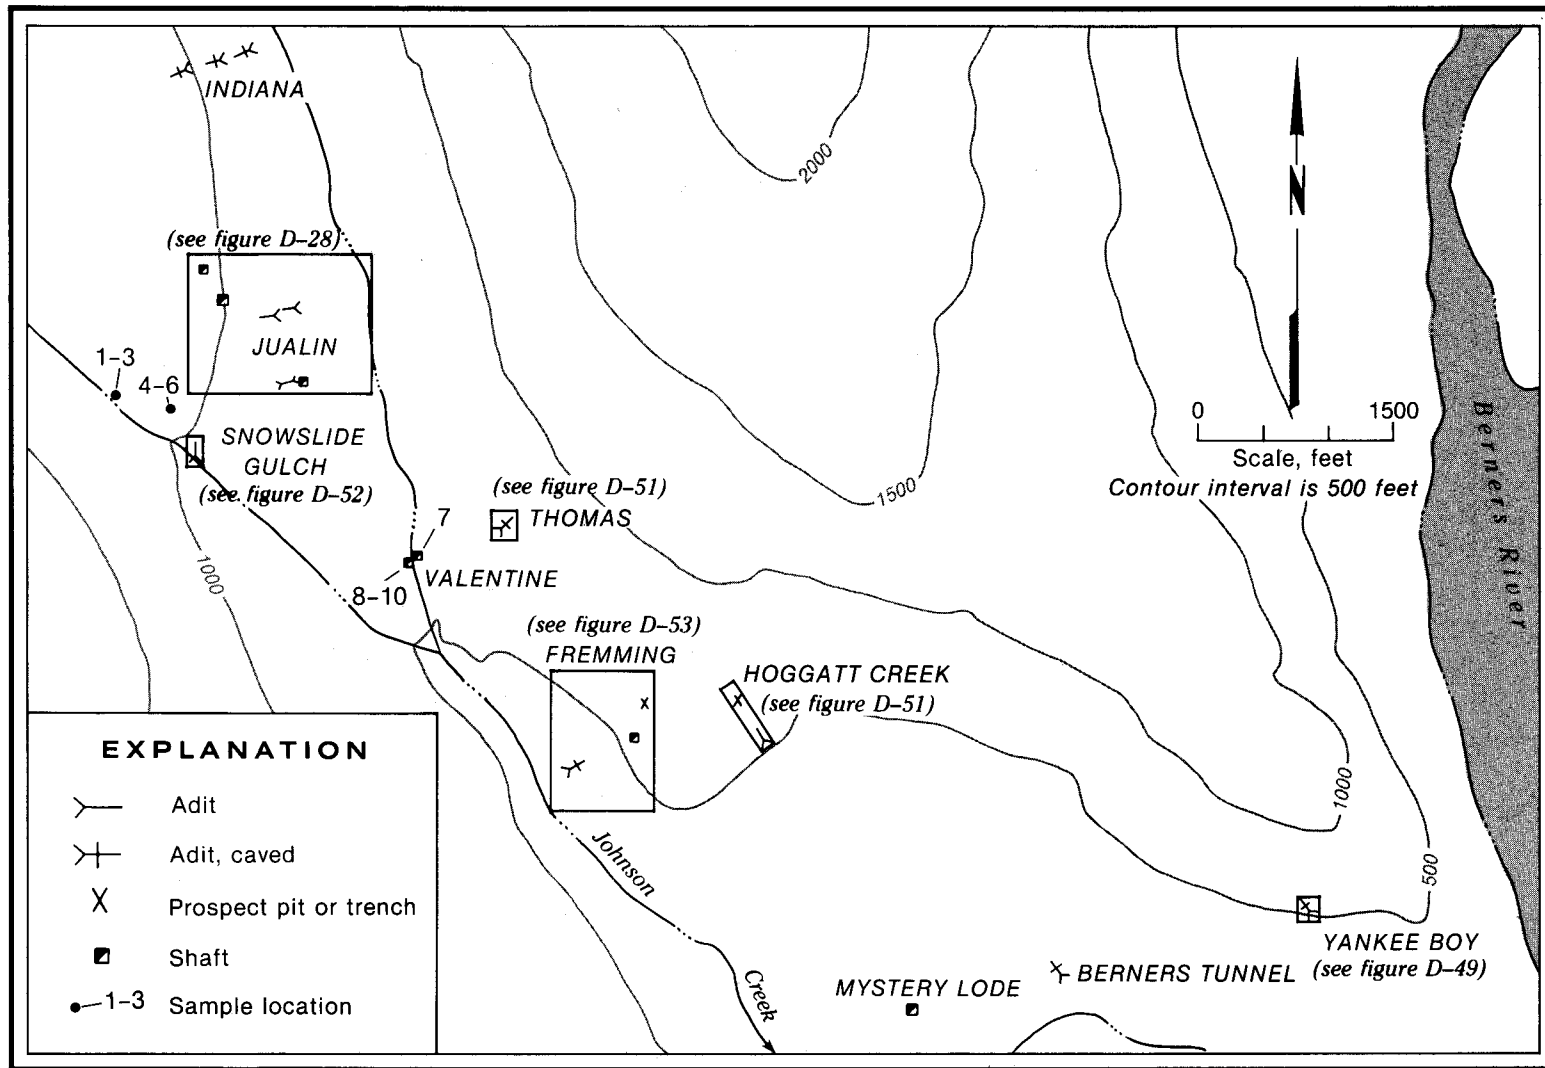 INDIANA
2000
(see figure D-28)
JUALIN
1-3
4-6
SNOWSLIDE
GULCH
(see figure D-52)
1000
N
0 1500
Scale, feet
Contour interval is 500 feet
Berners River
1500
(see figure D-51)
THOMAS
7
VALENTINE
8-10
(see figure D-53)
FREMMING
HOGGATT CREEK
(see figure D-51)
1000
500
Johnson
Creek
YANKEE BOY
(see figure D-49)
BERNERS TUNNEL
MYSTERY LODE
EXPLANATION
Adit
Adit, caved
Prospect pit or trench
Shaft
1-3 Sample location